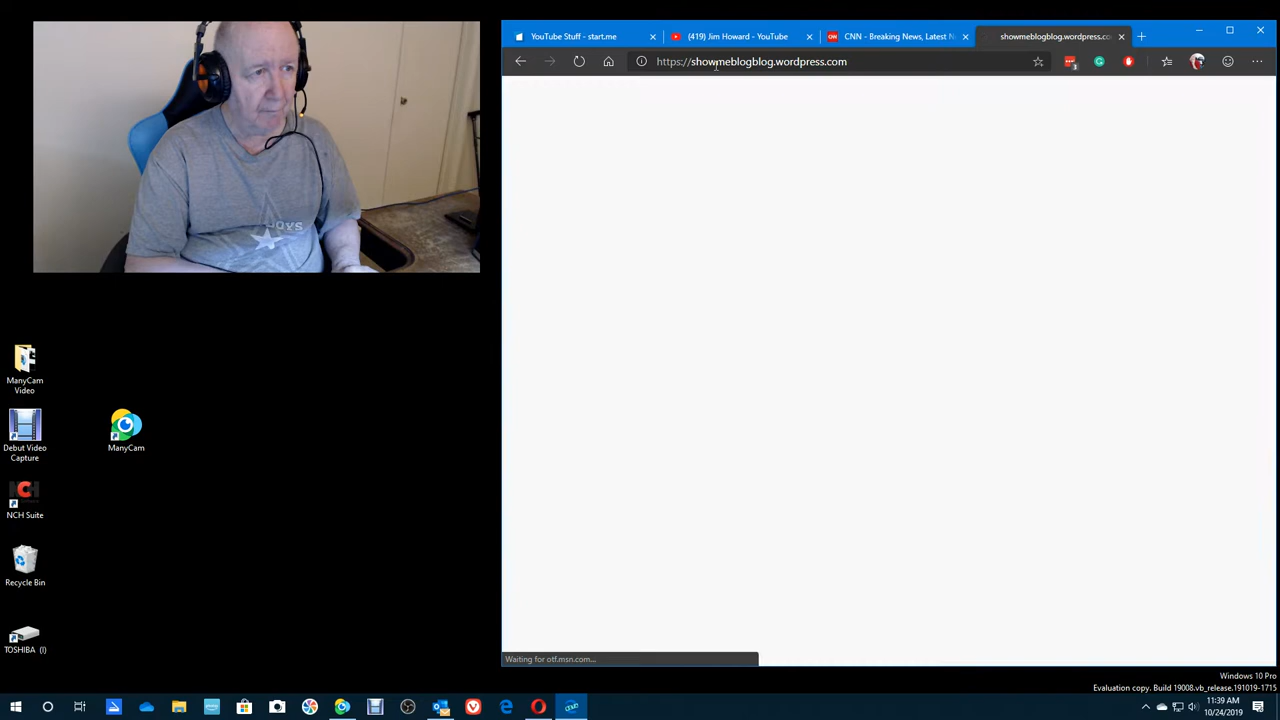 YouTube Stuff - start.me
(419) Jim Howard - YouTube
CNN - Breaking News, Latest N
showmeblogblog.wordpress.co
https://showmeblogblog.wordpress.com
OYS
ManyCam
Video
Debut Video
Capture
ManyCam
NCH
NCH Suite
Recycle Bin
TOSHIBA (I)
Waiting for otf.msn.com...
Windows 10 Pro
Evaluation copy. Build 19008.vb_release.191019-1715
11:39 AM
10/24/2019